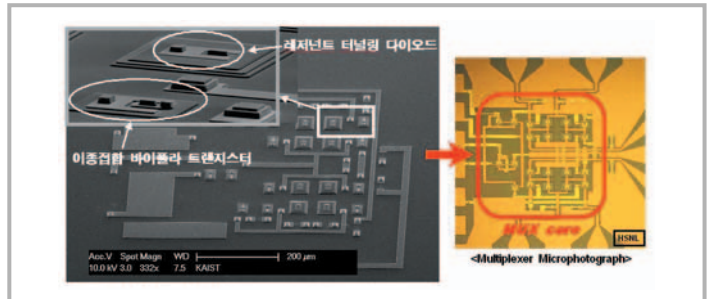 레저넌트 터널링 다이오드
이종접합 바이폴라 트랜지스터
Acc.V Spot Magn WD 200 µm
10.0 kV 3.0 332x 7.5 KAIST
MUX core
HSNL
<Multiplexer Microphotograph>